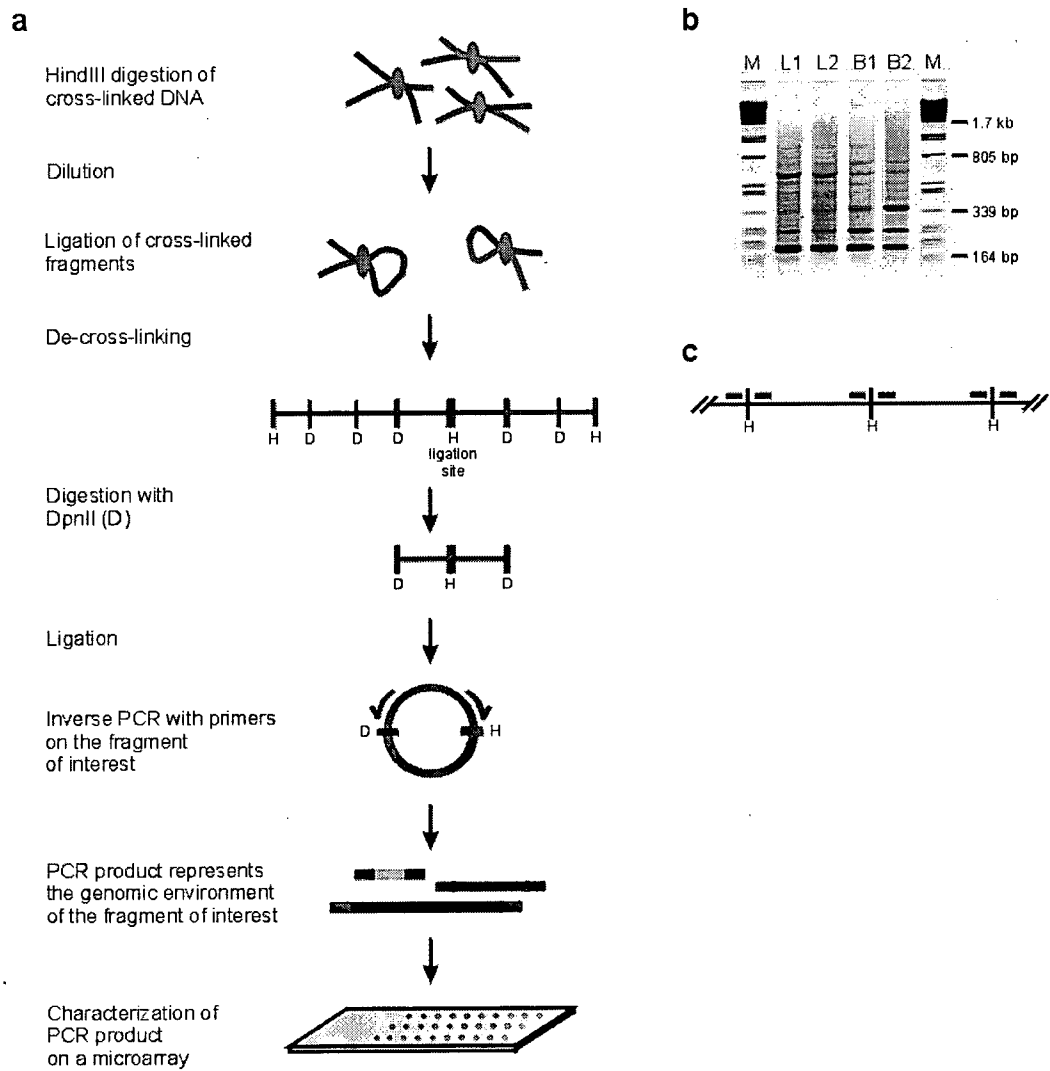 a
HindIII digestion of
cross-linked DNA
Dilution
Ligation of cross-linked
fragments
De-cross-linking
H D D D H D D H
ligation
site
Digestion with
DpnII (D)
D H D
Ligation
Inverse PCR with primers
on the fragment
of interest
D H
PCR product represents
the genomic environment
of the fragment of interest
Characterization of
PCR product
on a microarray
b
M L1 L2 B1 B2 M
1.7 kb
805 bp
339 bp
164 bp
c
H H H